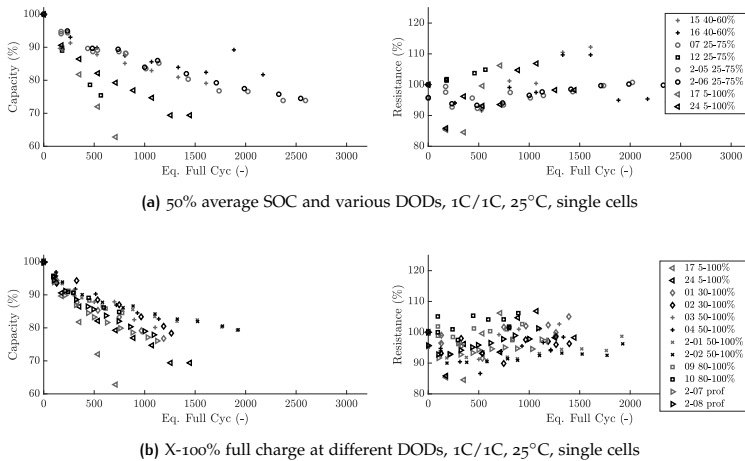 Capacity (%)
100
90
80
70
60
0 500 1000 1500 2000 2500 3000
Eq. Full Cyc (-)
Resistance (%)
120
110
100
90
80
0 500 1000 1500 2000
Eq. Full Cyc (-)
15 40-60%
16 40-60%
07 25-75%
12 25-75%
2-05 25-75%
2-06 25-75%
17 5-100%
24 5-100%
(a) 50% average SOC and various DODs, 1C/1C, 25°C, single cells
Capacity (%)
100
90
80
70
60
0 500 1000 1500 2000 2500 3000
Eq. Full Cyc (-)
Resistance (%)
120
110
100
90
80
0 500 1000 1500 2000
Eq. Full Cyc (-)
17 5-100%
24 5-100%
01 30-100%
02 30-100%
03 50-100%
04 50-100%
2-01 50-100%
2-02 50-100%
09 80-100%
10 80-100%
2-07 prof
2-08 prof
(b) X-100% full charge at different DODs, 1C/1C, 25°C, single cells